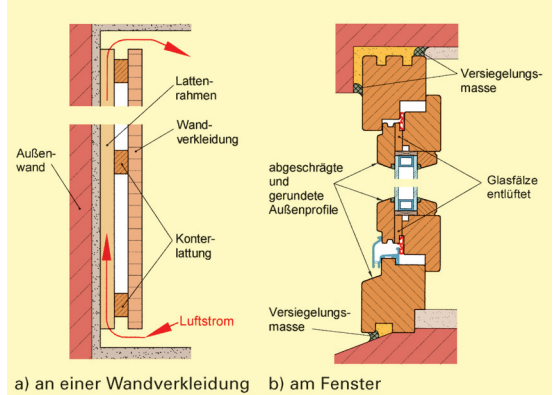 Latten-
rahmen
Wand-
verkleidung
Außen-
wand
Konter-
lattung
Luftstrom
a) an einer Wandverkleidung
Versiegelungs-
masse
abgeschrägte
und
gerundete
Außenprofile
Glasfälze
entlüftet
Versiegelungs-
masse
b) am Fenster